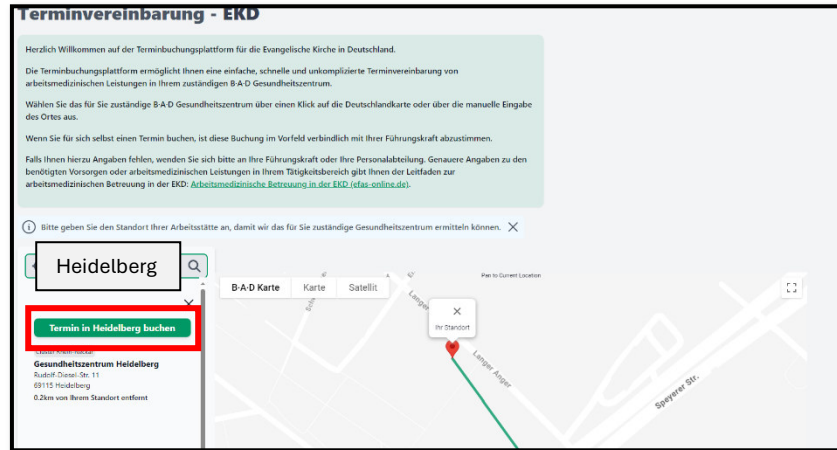 Terminvereinbarung - EKD
Herzlich Willkommen auf der Terminbuchungsplattform für die Evangelische Kirche in Deutschland.
Die Terminbuchungsplattform ermöglicht Ihnen eine einfache, schnelle und unkomplizierte Terminvereinbarung von
arbeitsmedizinischen Leistungen in Ihrem zuständigen B·A·D Gesundheitszentrum.
Wählen Sie das für Sie zuständige B·A·D Gesundheitszentrum über einen Klick auf die Deutschlandkarte oder über die manuelle Eingabe
des Ortes aus.
Wenn Sie für sich selbst einen Termin buchen, ist diese Buchung im Vorfeld verbindlich mit Ihrer Führungskraft abzustimmen.
Falls Ihnen hierzu Angaben fehlen, wenden Sie sich bitte an Ihre Führungskraft oder Ihre Personalabteilung. Genauere Angaben zu den
benötigten Vorsorgen oder arbeitsmedizinischen Leistungen in Ihrem Tätigkeitsbereich gibt Ihnen der Leitfaden zur
arbeitsmedizinischen Betreuung in der EKD: Arbeitsmedizinische Betreuung in der EKD (efas-online.de).
Bitte geben Sie den Standort Ihrer Arbeitsstätte an, damit wir das für Sie zuständige Gesundheitszentrum ermitteln können.
Heidelberg
Termin in Heidelberg buchen
Gesundheitszentrum Heidelberg
Rudolf-Diesel-Str. 11
69115 Heidelberg
0.2km von Ihrem Standort entfernt
B·A·D Karte
Karte
Satellit
Pan to Current Location
Langer
Ihr Standort
Langer Anger
Speyerer Str.